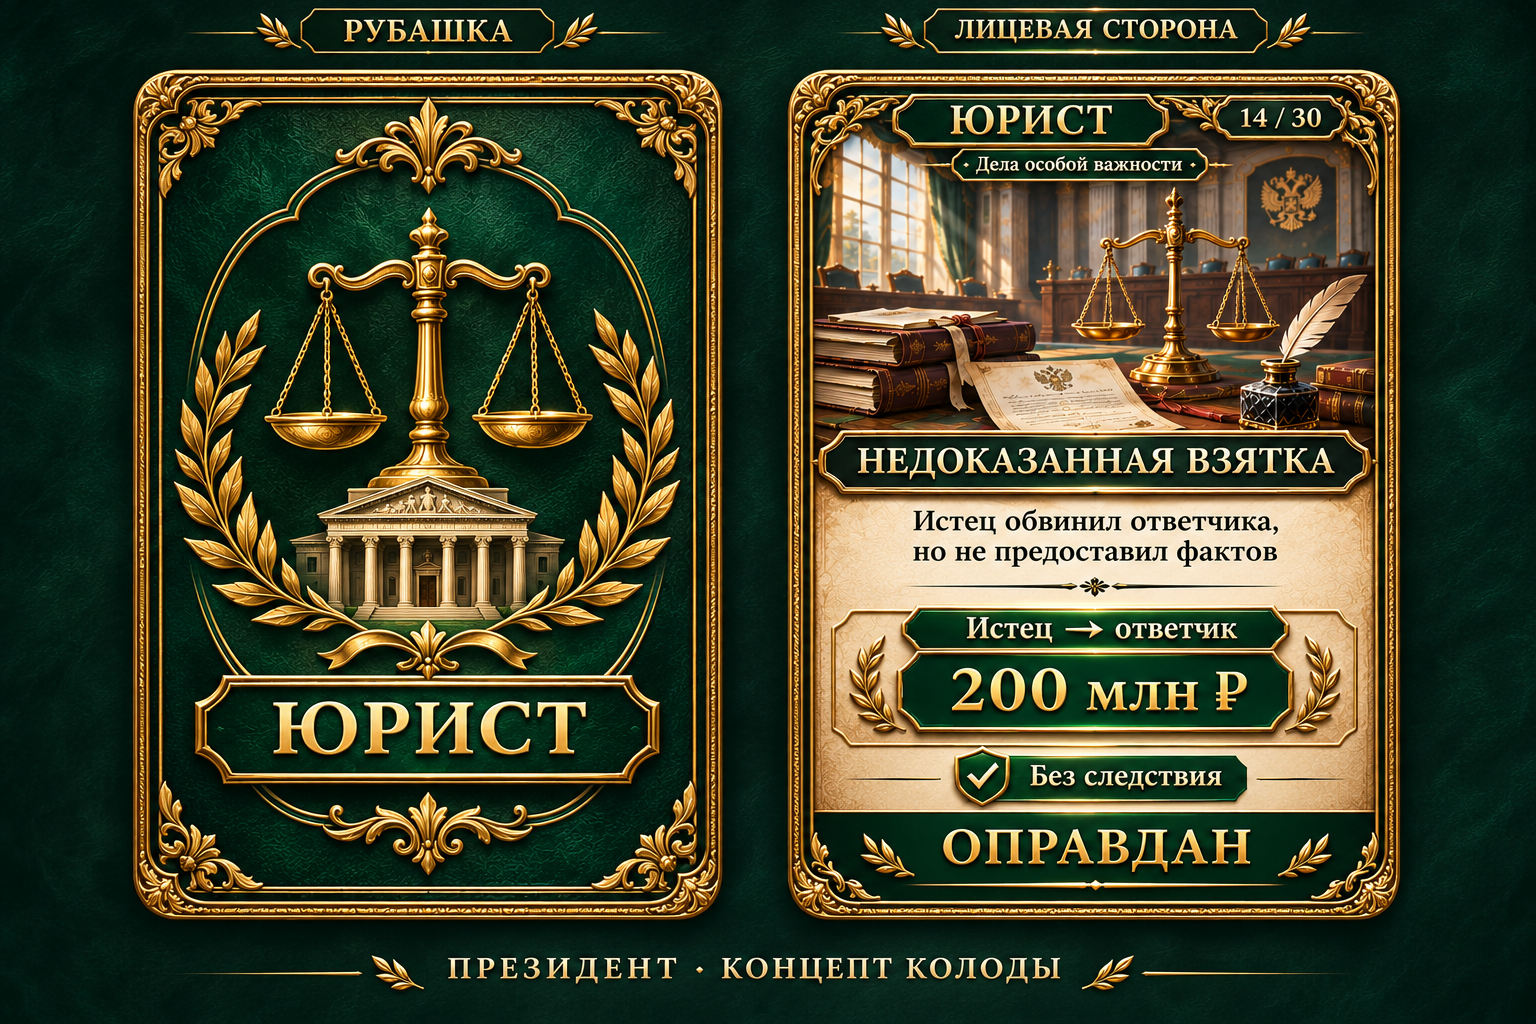 РУБАШКА
ЮРИСТ
ЛИЦЕВАЯ СТОРОНА
ЮРИСТ
14 / 30
• Дела особой важности •
НЕДОКАЗАННАЯ ВЗЯТКА
Истец обвинил ответчика,
но не предоставил фактов
Истец → ответчик
200 млн ₽
Без следствия
ОПРАВДАН
ПРЕЗИДЕНТ · КОНЦЕПТ КОЛОДЫ